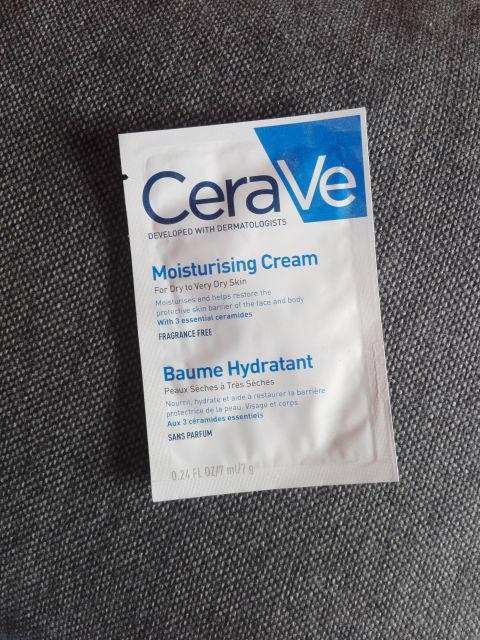 CeraVe
DEVELOPED WITH DERMATOLOGISTS
Moisturising Cream
For Dry to Very Dry Skin
Moisturises and helps restore the
protective skin barrier of the face and body
With 3 essential ceramides
FRAGRANCE FREE
Baume Hydratant
Peaux Sèches à Très Sèches
Nourrit, hydrate et aide à restaurer la barrière
protectrice de la peau. Visage et corps.
Aux 3 céramides essentiels
SANS PARFUM
0.24 FL OZ/7 ml/7 g